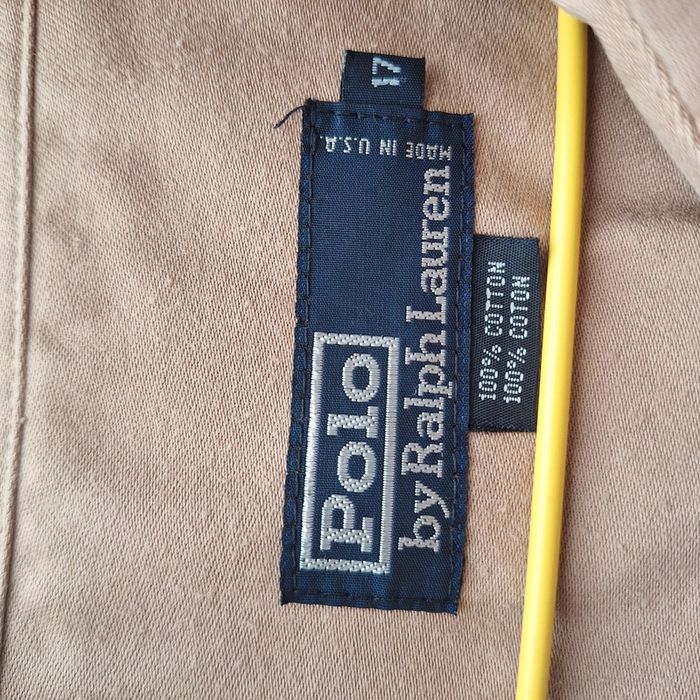 Polo
by Ralph Lauren
MADE IN U.S.A.
17
100% COTTON
100% COTON